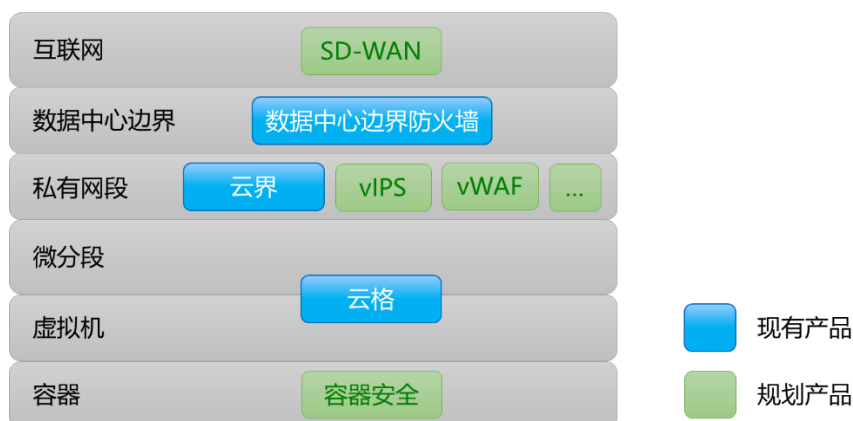 互联网
SD-WAN
数据中心边界
数据中心边界防火墙
私有网段
云界
vIPS
vWAF
...
微分段
云格
虚拟机
现有产品
容器
容器安全
规划产品